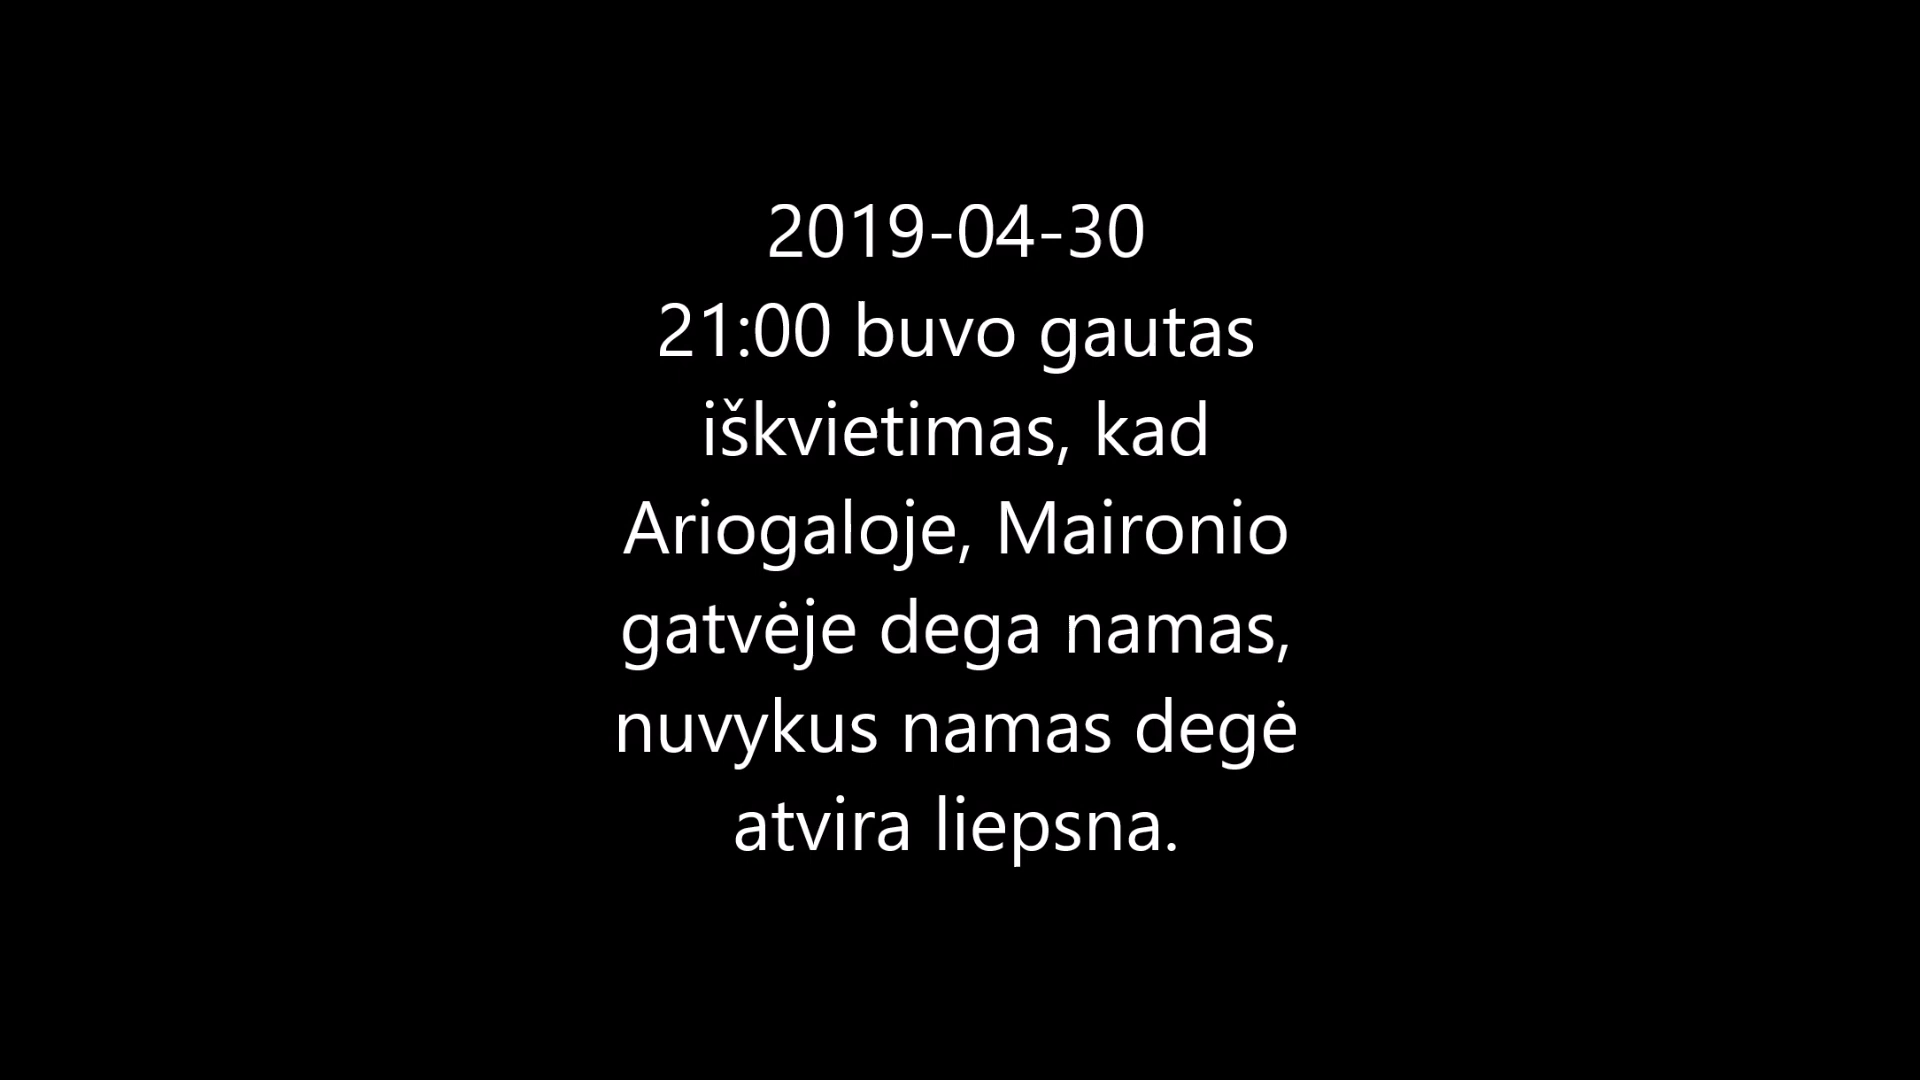 2019-04-30
21:00 buvo gautas
iškvietimas, kad
Ariogaloje, Maironio
gatvėje dega namas,
nuvykus namas degė
atvira liepsna.